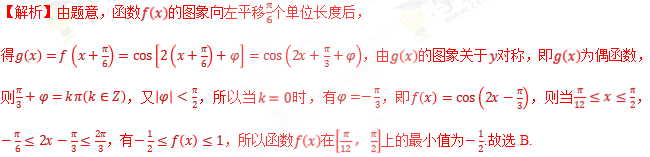 【解析】由题意，函数f(x)的图象向左平移π/6个单位长度后，
得g(x)=f(x+π/6)=cos[2(x+π/6)+φ]=cos(2x+π/3+φ)，由g(x)的图象关于y对称，即g(x)为偶函数，
则π/3+φ=kπ(k∈Z)，又|φ|<π/2，所以当k=0时，有φ=-π/3，即f(x)=cos(2x-π/3)，则当π/12≤x≤π/2，
-π/6≤2x-π/3≤2π/3，有-1/2≤f(x)≤1，所以函数f(x)在[π/12，π/2]上的最小值为-1/2.故选 B.